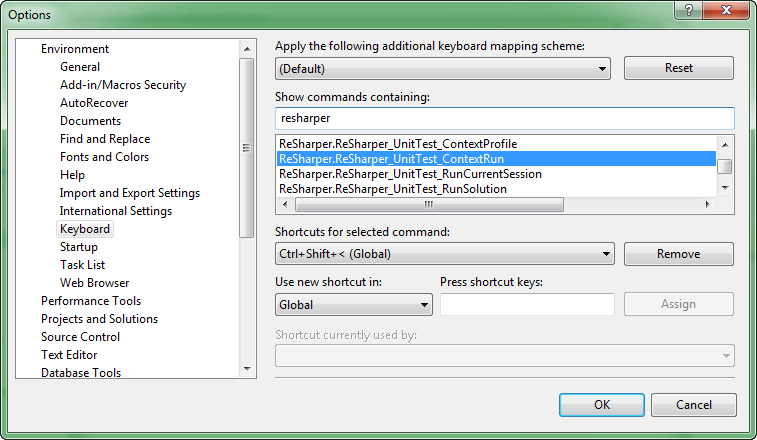 Options
Environment
General
Add-in/Macros Security
AutoRecover
Documents
Find and Replace
Fonts and Colors
Help
Import and Export Settings
International Settings
Keyboard
Startup
Task List
Web Browser
Performance Tools
Projects and Solutions
Source Control
Text Editor
Database Tools
Apply the following additional keyboard mapping scheme:
(Default)
Reset
Show commands containing:
resharper
ReSharper.ReSharper_UnitTest_ContextProfile
ReSharper.ReSharper_UnitTest_ContextRun
ReSharper.ReSharper_UnitTest_RunCurrentSession
ReSharper.ReSharper_UnitTest_RunSolution
Shortcuts for selected command:
Ctrl+Shift+< (Global)
Remove
Use new shortcut in:
Press shortcut keys:
Global
Assign
Shortcut currently used by:
OK
Cancel